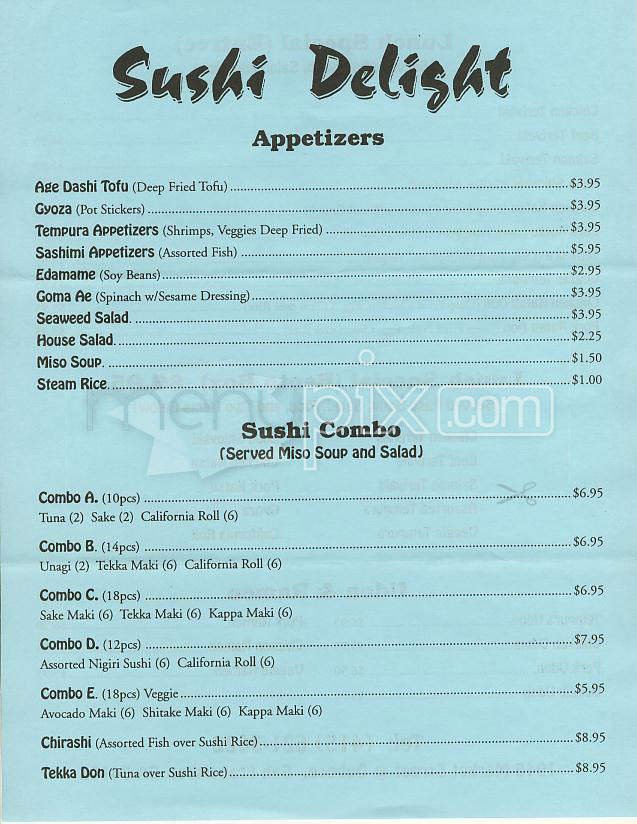 Sushi Delight
Appetizers
Age Dashi Tofu (Deep Fried Tofu) $3.95
Gyoza (Pot Stickers) $3.95
Tempura Appetizers (Shrimps, Veggies Deep Fried) $3.95
Sashimi Appetizers (Assorted Fish) $5.95
Edamame (Soy Beans) $2.95
Goma Ae (Spinach w/Sesame Dressing) $3.95
Seaweed Salad. $3.95
House Salad. $2.25
Miso Soup. $1.50
Steam Rice. $1.00
menupix.com
Sushi Combo
(Served Miso Soup and Salad)
Combo A. (10pcs) $6.95
Tuna (2) Sake (2) California Roll (6)
Combo B. (14pcs) $6.95
Unagi (2) Tekka Maki (6) California Roll (6)
Combo C. (18pcs) $6.95
Sake Maki (6) Tekka Maki (6) Kappa Maki (6)
Combo D. (12pcs) $7.95
Assorted Nigiri Sushi (6) California Roll (6)
Combo E. (18pcs) Veggie $5.95
Avocado Maki (6) Shitake Maki (6) Kappa Maki (6)
Chirashi (Assorted Fish over Sushi Rice) $8.95
Tekka Don (Tuna over Sushi Rice) $8.95